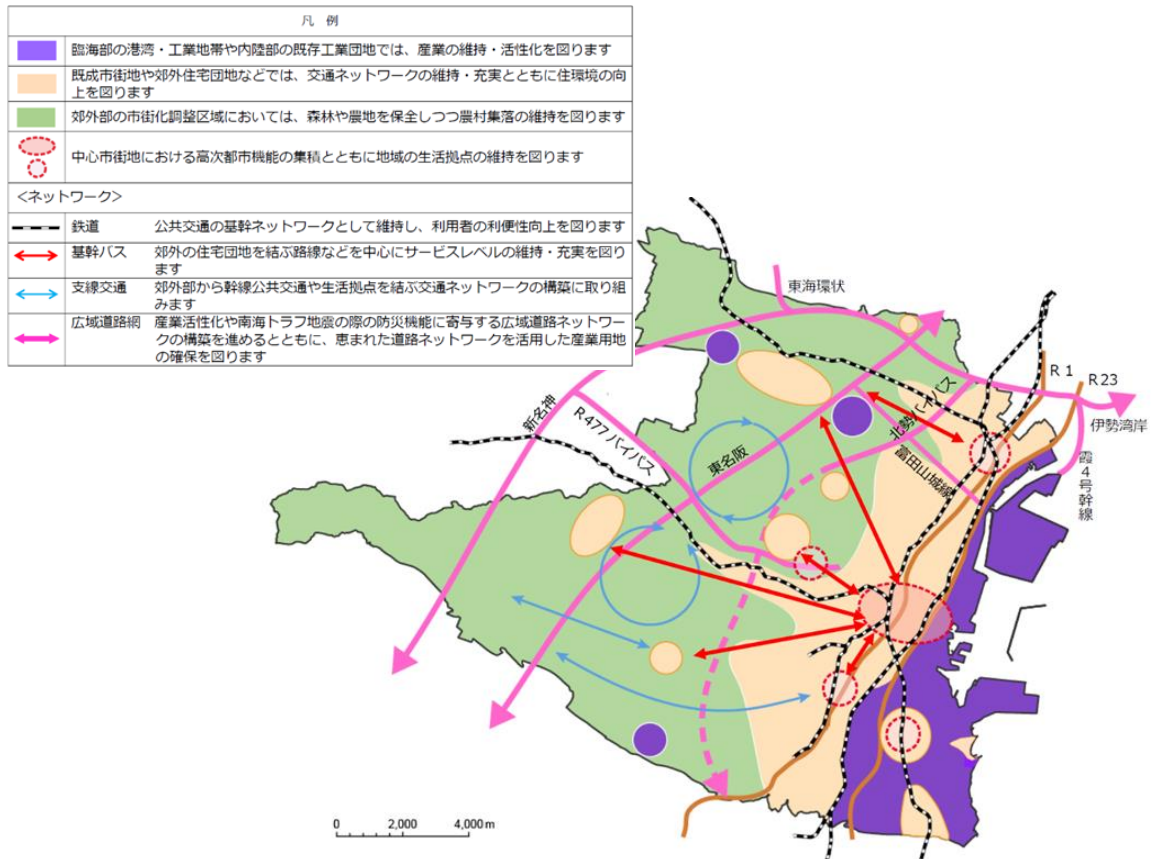 凡 例
臨海部の港湾・工業地帯や内陸部の既存工業団地では、産業の維持・活性化を図ります
既成市街地や郊外住宅団地などでは、交通ネットワークの維持・充実とともに住環境の向
上を図ります
郊外部の市街化調整区域においては、森林や農地を保全しつつ農村集落の維持を図ります
中心市街地における高次都市機能の集積とともに地域の生活拠点の維持を図ります
<ネットワーク>
鉄道 公共交通の基幹ネットワークとして維持し、利用者の利便性向上を図ります
基幹バス 郊外の住宅団地を結ぶ路線などを中心にサービスレベルの維持・充実を図り
ます
支線交通 郊外部から幹線公共交通や生活拠点を結ぶ交通ネットワークの構築に取り組
みます
広域道路網 産業活性化や南海トラフ地震の際の防災機能に寄与する広域道路ネットワー
クの構築を進めるとともに、恵まれた道路ネットワークを活用した産業用地
の確保を図ります
東海環状
R 1
R 23
伊勢湾岸
新名神
R477 バイパス
東名阪
北勢バイパス
富田山城線
霞4号幹線
0 2,000 4,000 m